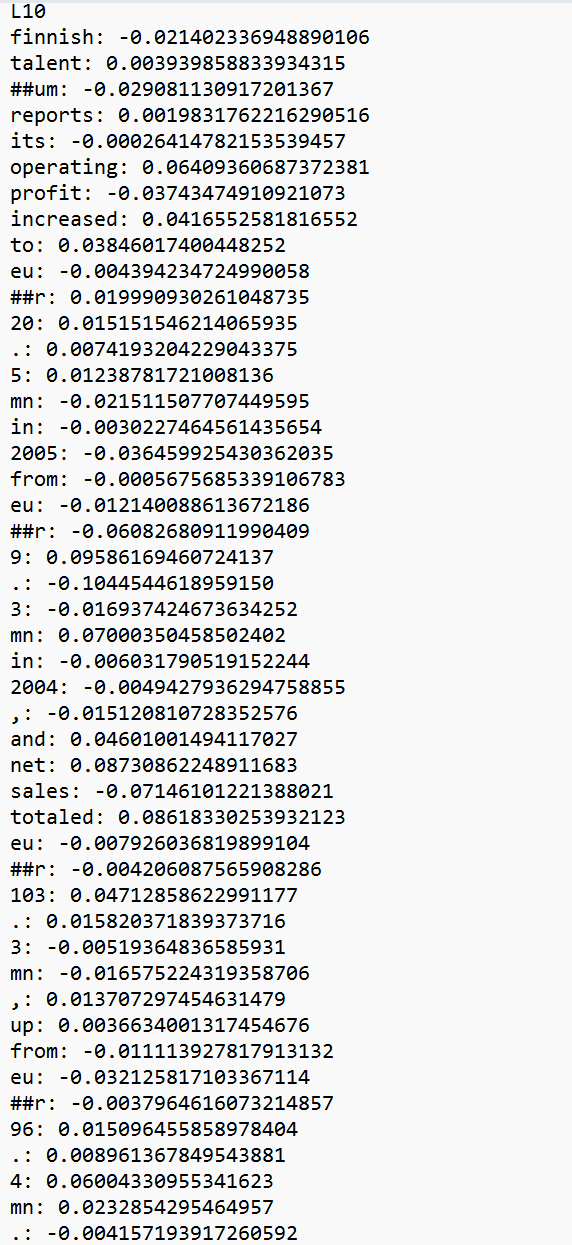 L10
finnish: -0.021402336948890106
talent: 0.003939858833934315
##um: -0.029081130917201367
reports: 0.0019831762216290516
its: -0.00026414782153539457
operating: 0.06409360687372381
profit: -0.03743474910921073
increased: 0.0416552581816552
to: 0.03846017400448252
eu: -0.004394234724990058
##r: 0.019990930261048735
20: 0.015151546214065935
.: 0.0074193204229043375
5: 0.01238781721008136
mn: -0.021511507707449595
in: -0.0030227464561435654
2005: -0.036459925430362035
from: -0.0005675685339106783
eu: -0.012140088613672186
##r: -0.06082680911990409
9: 0.09586169460724137
.: -0.1044544618959150
3: -0.016937424673634252
mn: 0.07000350458502402
in: -0.006031790519152244
2004: -0.0049427936294758855
,: -0.015120810728352576
and: 0.04601001494117027
net: 0.08730862248911683
sales: -0.07146101221388021
totaled: 0.08618330253932123
eu: -0.007926036819899104
##r: -0.004206087565908286
103: 0.04712858622991177
.: 0.015820371839373716
3: -0.00519364836585931
mn: -0.016575224319358706
,: 0.013707297454631479
up: 0.0036634001317454676
from: -0.011113927817913132
eu: -0.032125817103367114
##r: -0.0037964616073214857
96: 0.015096455858978404
.: 0.008961367849543881
4: 0.06004330955341623
mn: 0.0232854295464957
.: -0.004157193917260592